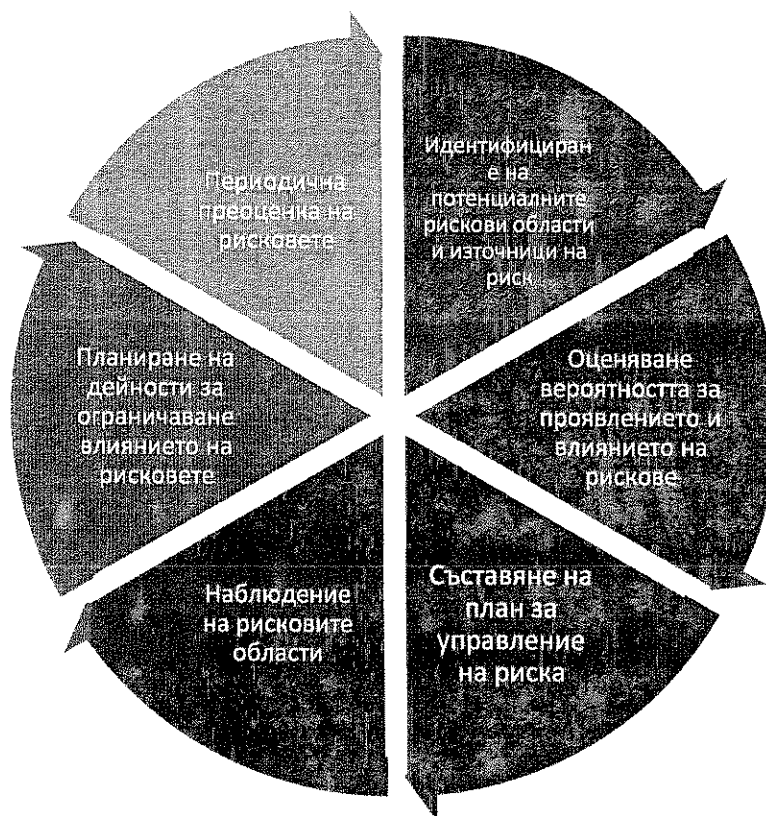 Идентифициран
е на
потенциалните
рискови области
и източници на
риск
Оценяване
вероятността за
проявлението и
влиянието на
рискове
Съставяне на
план за
управление
на риска
Наблюдение
на рисковите
области
Планиране на
дейности за
ограничаване
влиянието на
рисковете
Периодична
преоценка на
рисковете